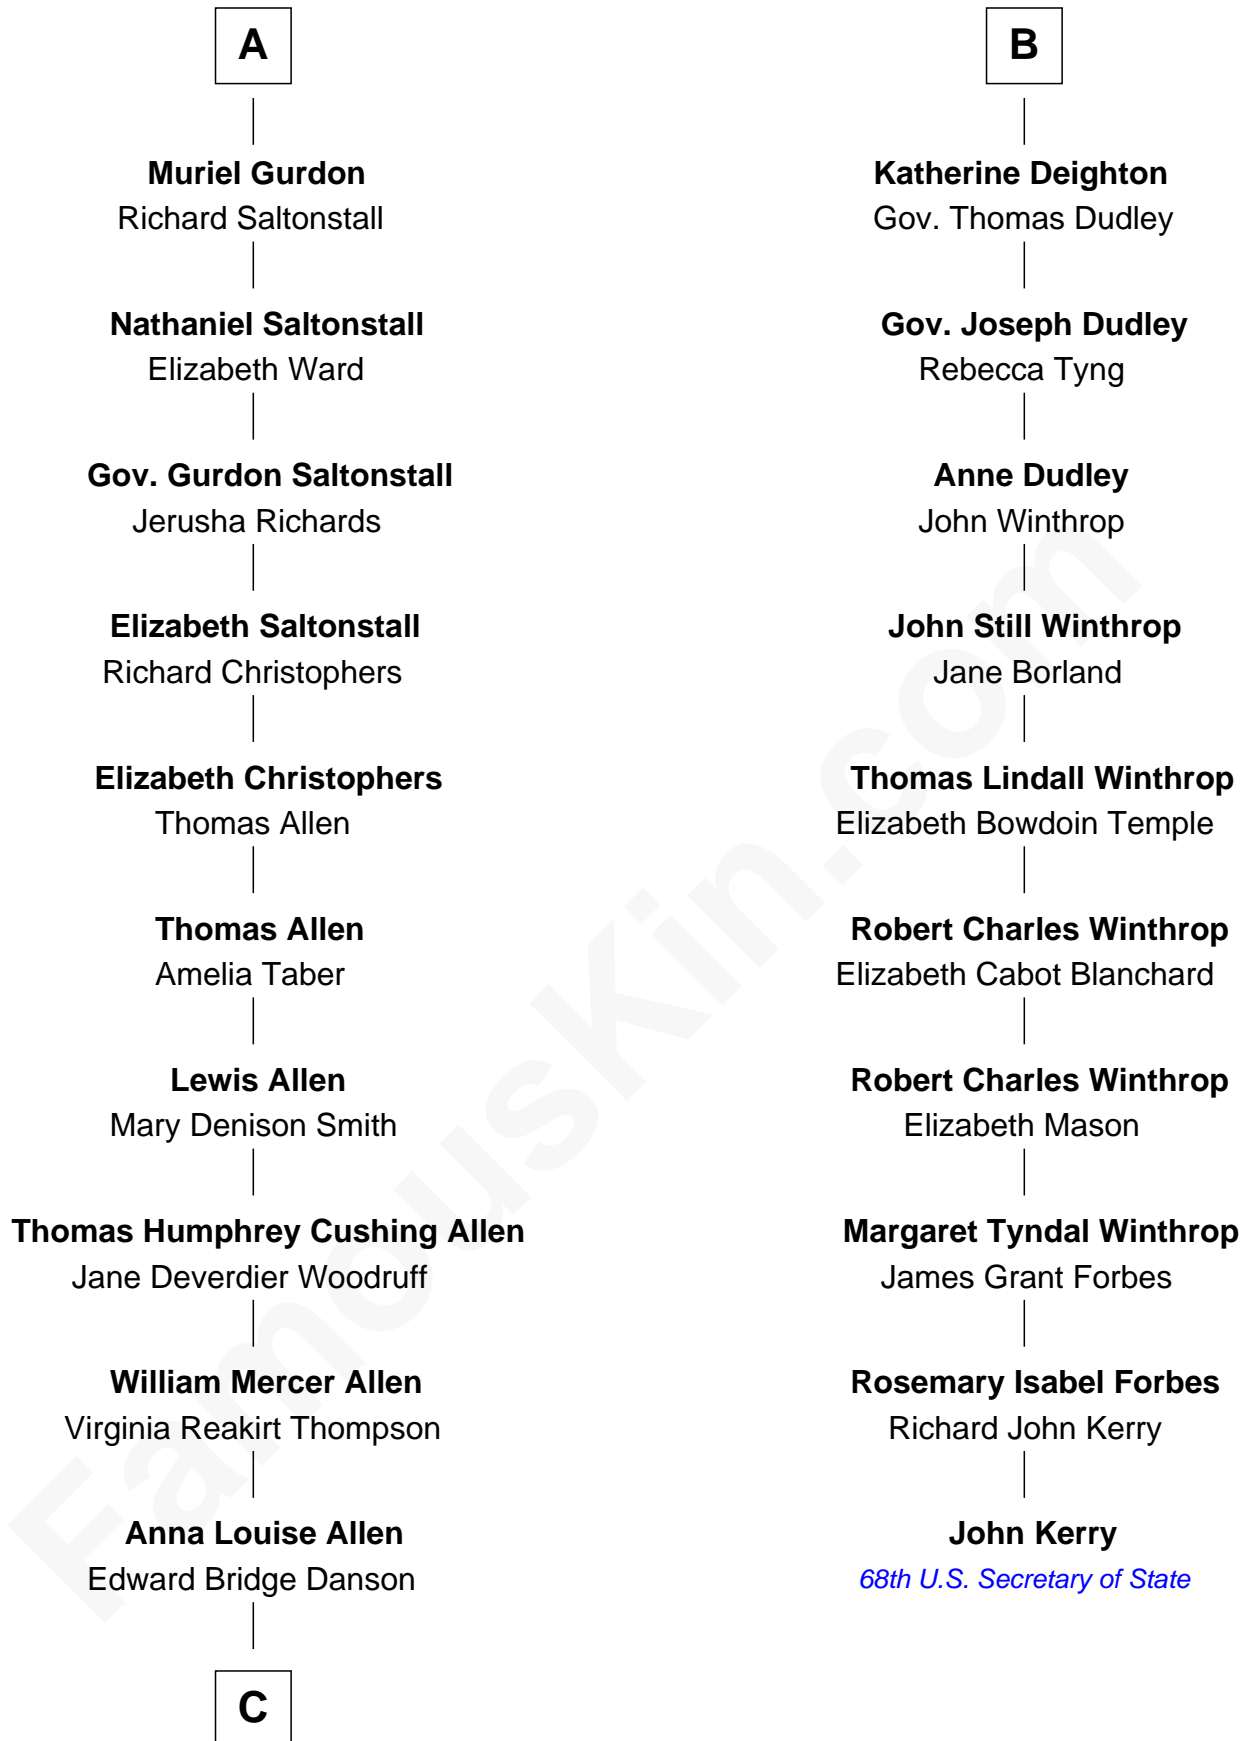 A
Muriel Gurdon
Richard Saltonstall
Nathaniel Saltonstall
Elizabeth Ward
Gov. Gurdon Saltonstall
Jerusha Richards
Elizabeth Saltonstall
Richard Christophers
Elizabeth Christophers
Thomas Allen
Thomas Allen
Amelia Taber
Lewis Allen
Mary Denison Smith
Thomas Humphrey Cushing Allen
Jane Deverdier Woodruff
William Mercer Allen
Virginia Reakirt Thompson
Anna Louise Allen
Edward Bridge Danson
C
B
Katherine Deighton
Gov. Thomas Dudley
Gov. Joseph Dudley
Rebecca Tyng
Anne Dudley
John Winthrop
John Still Winthrop
Jane Borland
Thomas Lindall Winthrop
Elizabeth Bowdoin Temple
Robert Charles Winthrop
Elizabeth Cabot Blanchard
Robert Charles Winthrop
Elizabeth Mason
Margaret Tyndal Winthrop
James Grant Forbes
Rosemary Isabel Forbes
Richard John Kerry
John Kerry
68th U.S. Secretary of State
FamousKin.com